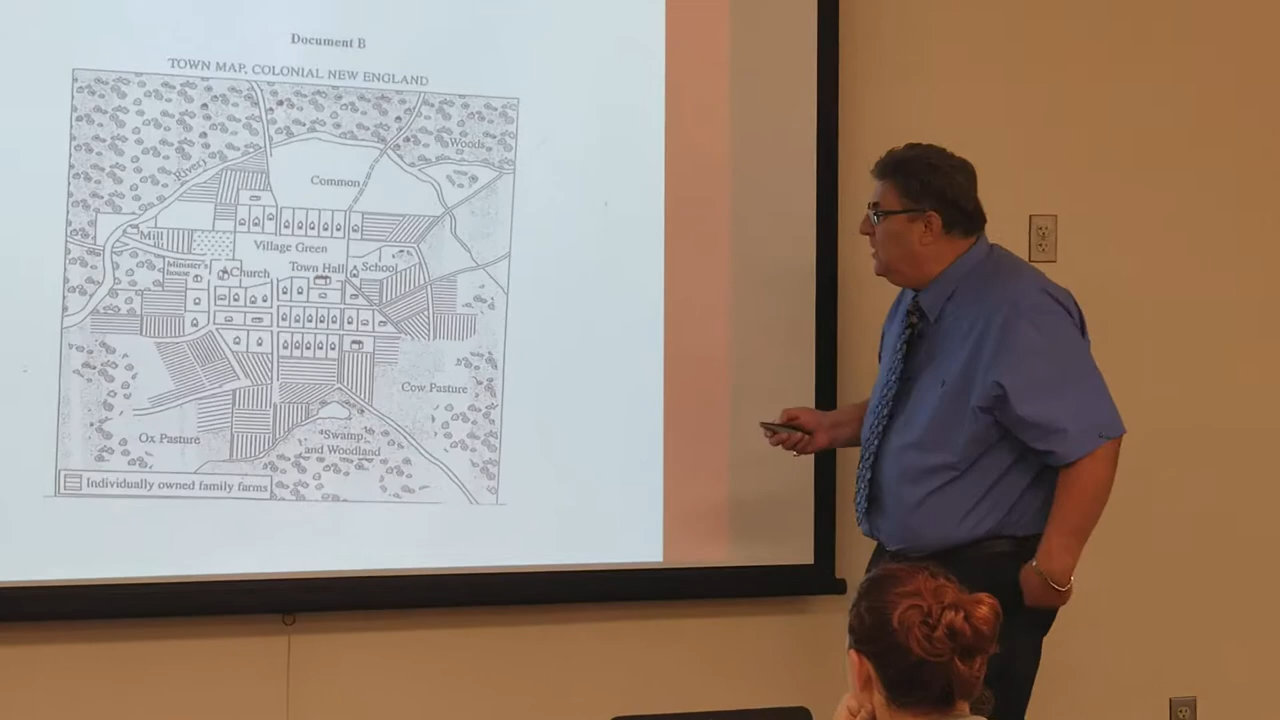 Document B
TOWN MAP, COLONIAL NEW ENGLAND
Woods
River
Common
Mill
Village Green
Minister's
house
Church
Town Hall
School
Cow Pasture
Ox Pasture
Swamp
and Woodland
Individually owned family farms